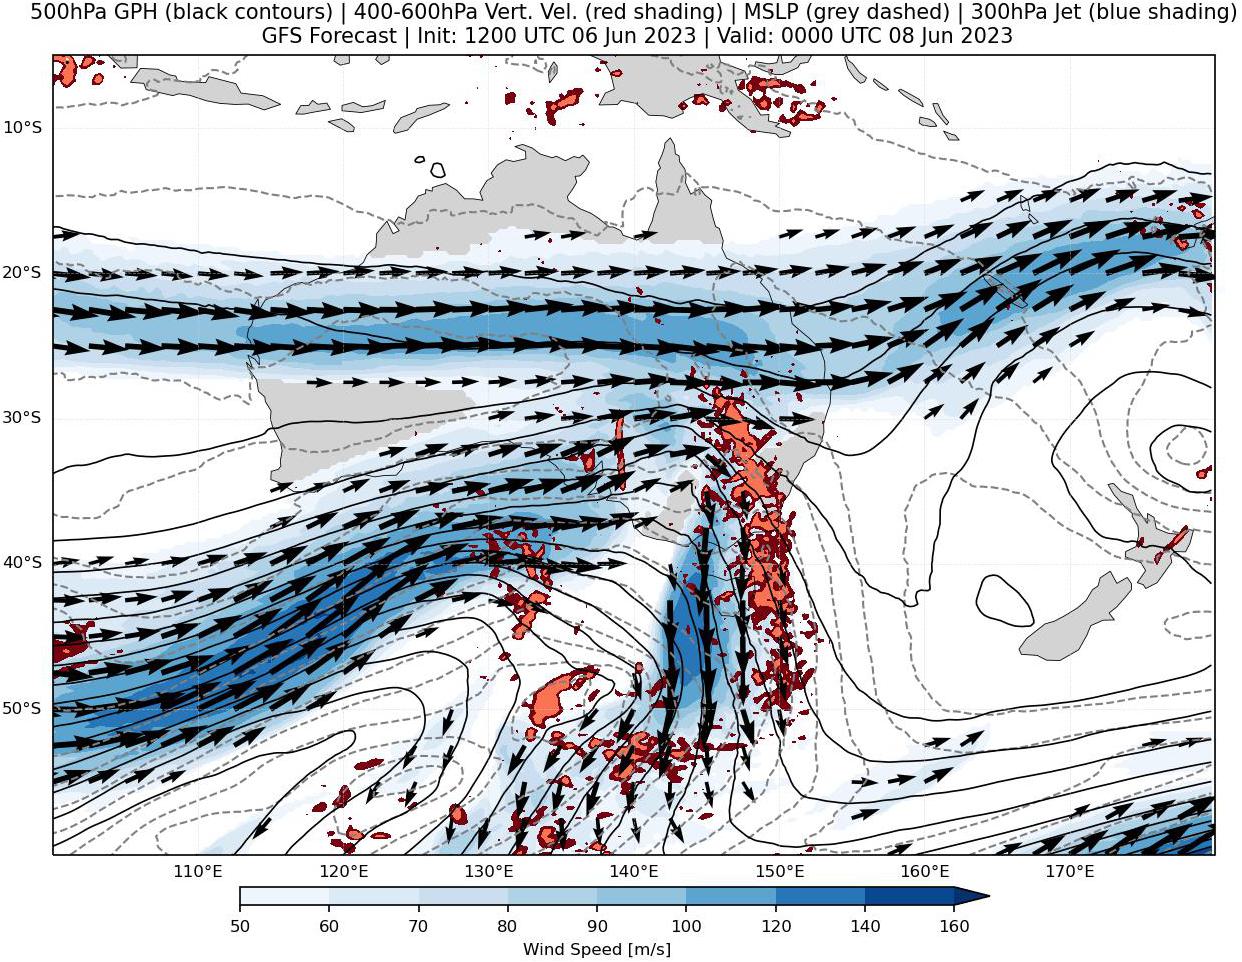 500hPa GPH (black contours) | 400-600hPa Vert. Vel. (red shading) | MSLP (grey dashed) | 300hPa Jet (blue shading)
GFS Forecast | Init: 1200 UTC 06 Jun 2023 | Valid: 0000 UTC 08 Jun 2023
10°S
20°S
30°S
40°S
50°S
110°E 120°E 130°E 140°E 150°E 160°E 170°E
50 60 70 80 90 100 120 140 160
Wind Speed [m/s]